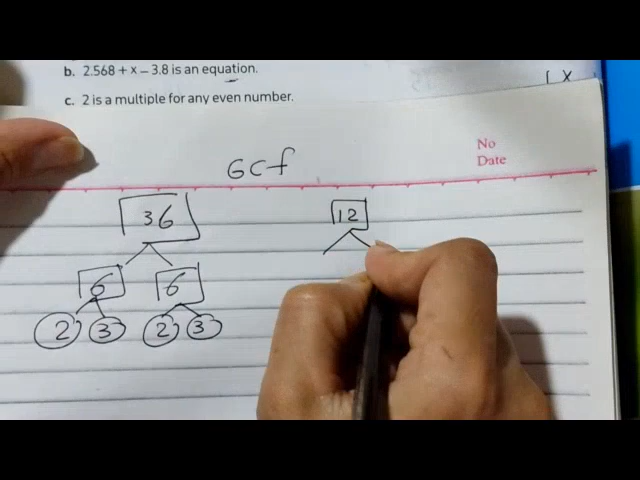 b. 2.568 + x – 3.8 is an equation.
c. 2 is a multiple for any even number.
No
Date
GCf
36 12
6 6
2 3 2 3